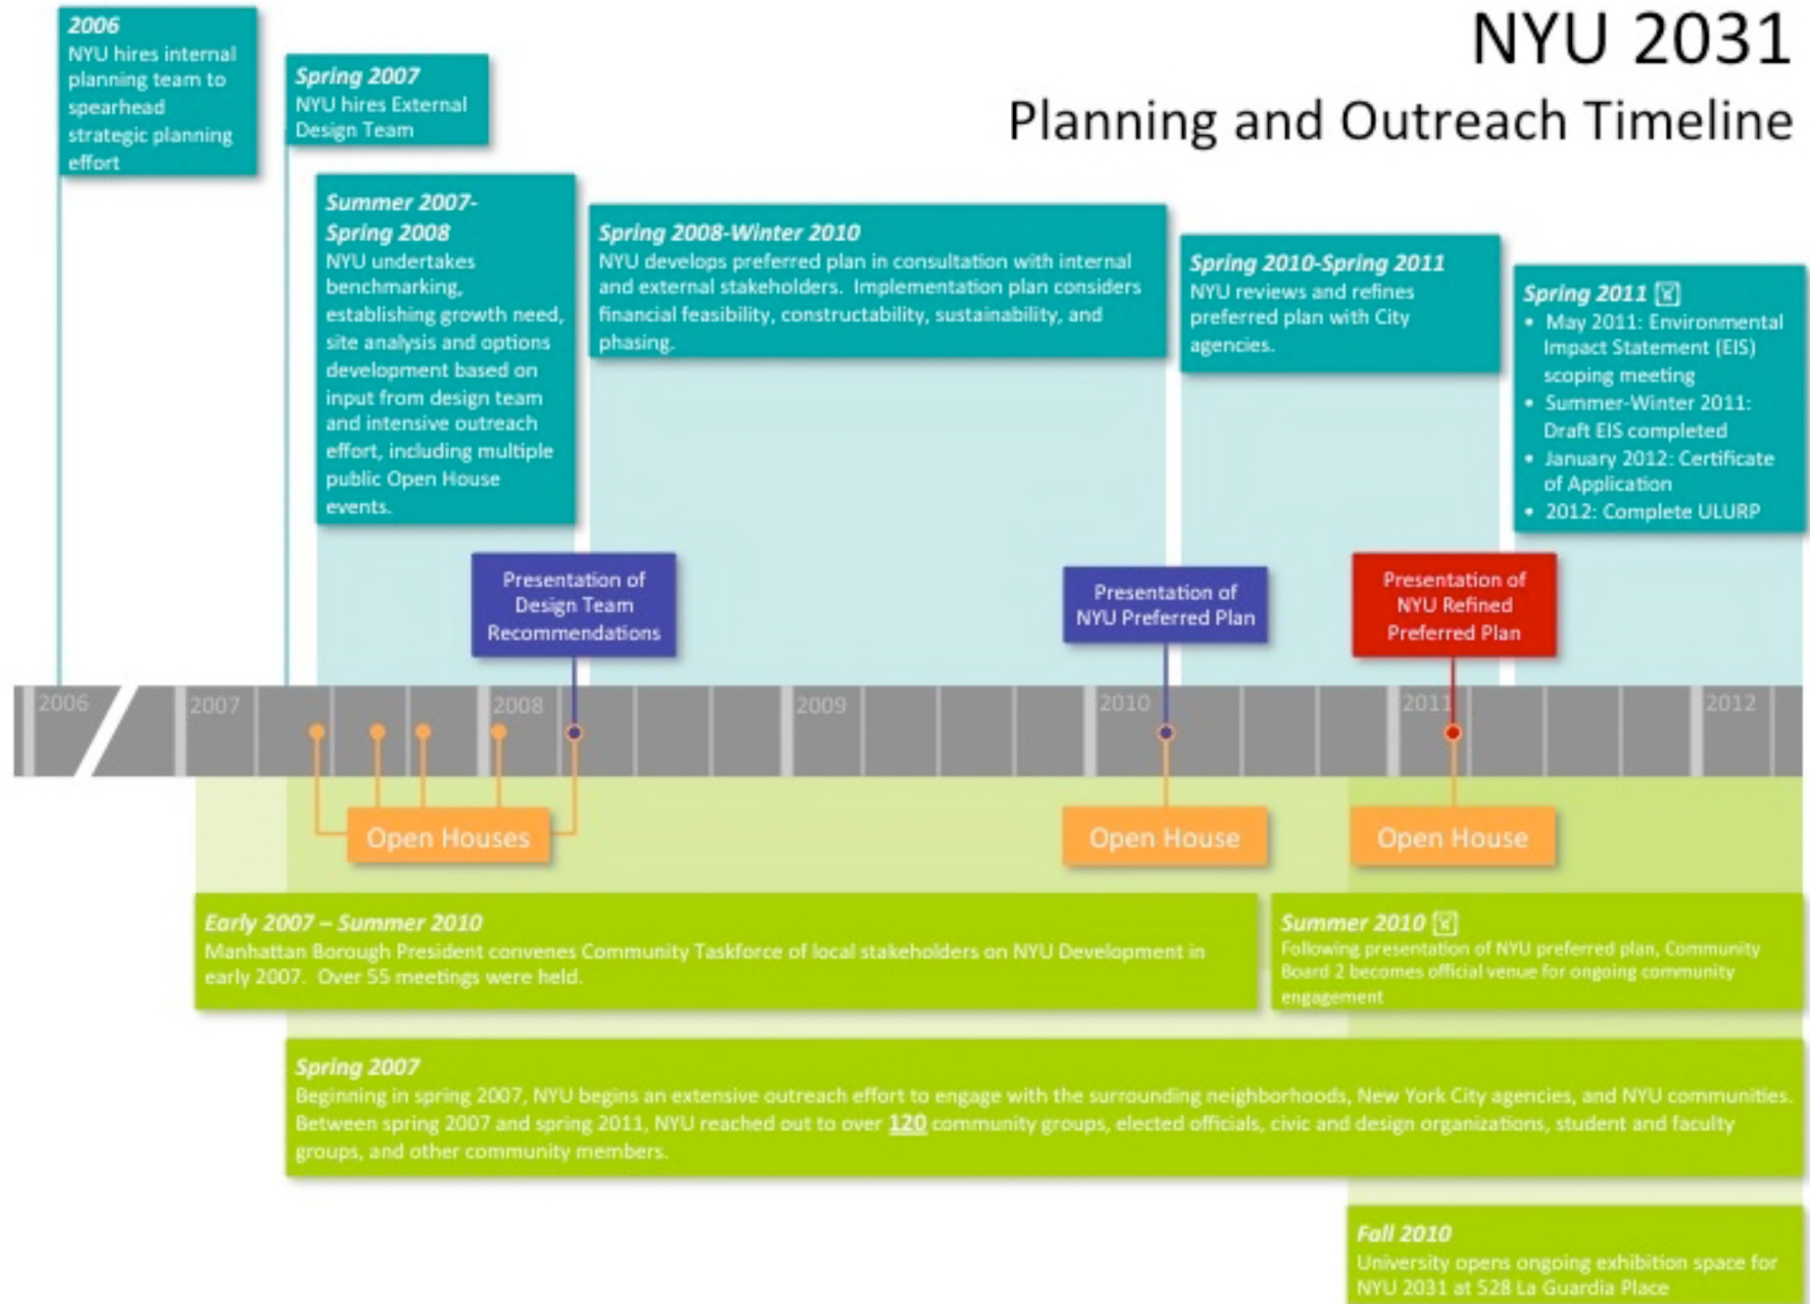 NYU 2031
Planning and Outreach Timeline
2006
NYU hires internal
planning team to
spearhead
strategic planning
effort
Spring 2007
NYU hires External
Design Team
Summer 2007-
Spring 2008
NYU undertakes
benchmarking,
establishing growth need,
site analysis and options
development based on
input from design team
and intensive outreach
effort, including multiple
public Open House
events.
Spring 2008-Winter 2010
NYU develops preferred plan in consultation with internal
and external stakeholders.  Implementation plan considers
financial feasibility, constructability, sustainability, and
phasing.
Spring 2010-Spring 2011
NYU reviews and refines
preferred plan with City
agencies.
Spring 2011
• May 2011: Environmental
Impact Statement (EIS)
scoping meeting
• Summer-Winter 2011:
Draft EIS completed
• January 2012: Certificate
of Application
• 2012: Complete ULURP
Presentation of
Design Team
Recommendations
Presentation of
NYU Preferred Plan
Presentation of
NYU Refined
Preferred Plan
2006
2007
2008
2009
2010
2011
2012
Open Houses
Open House
Open House
Early 2007 – Summer 2010
Manhattan Borough President convenes Community Taskforce of local stakeholders on NYU Development in
early 2007.  Over 55 meetings were held.
Summer 2010
Following presentation of NYU preferred plan, Community
Board 2 becomes official venue for ongoing community
engagement
Spring 2007
Beginning in spring 2007, NYU begins an extensive outreach effort to engage with the surrounding neighborhoods, New York City agencies, and NYU communities.
Between spring 2007 and spring 2011, NYU reached out to over 120 community groups, elected officials, civic and design organizations, student and faculty
groups, and other community members.
Fall 2010
University opens ongoing exhibition space for
NYU 2031 at 528 La Guardia Place